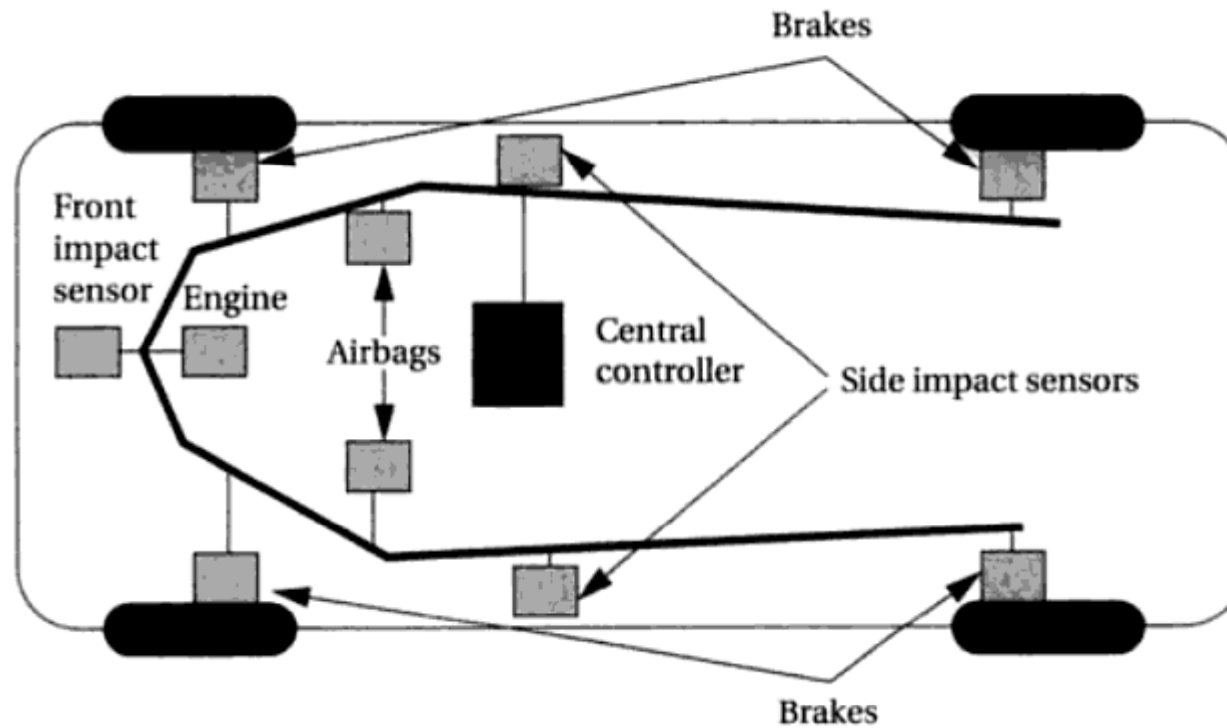 Brakes
Front
impact
sensor
Engine
Airbags
Central
controller
Side impact sensors
Brakes